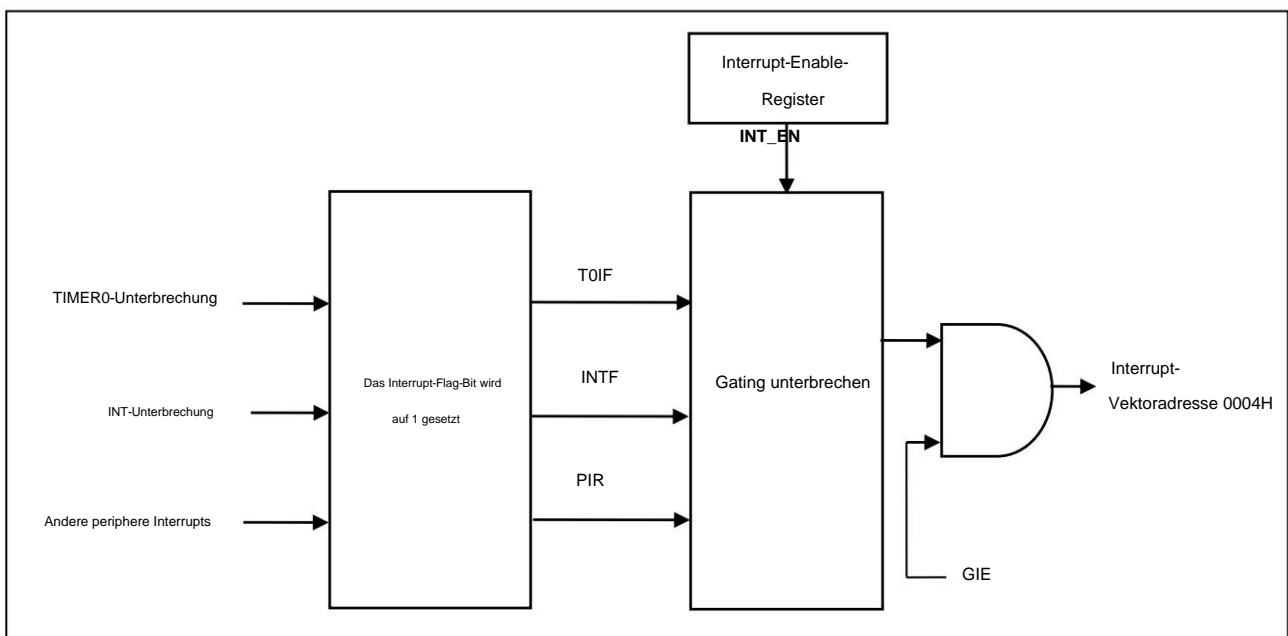 Interrupt-Enable-
Register
INT_EN
T0IF
TIMER0-Unterbrechung
Das Interrupt-Flag-Bit wird
auf 1 gesetzt
INTF
Gating unterbrechen
Interrupt-
Vektoradresse 0004H
INT-Unterbrechung
PIR
Andere periphere Interrupts
GIE